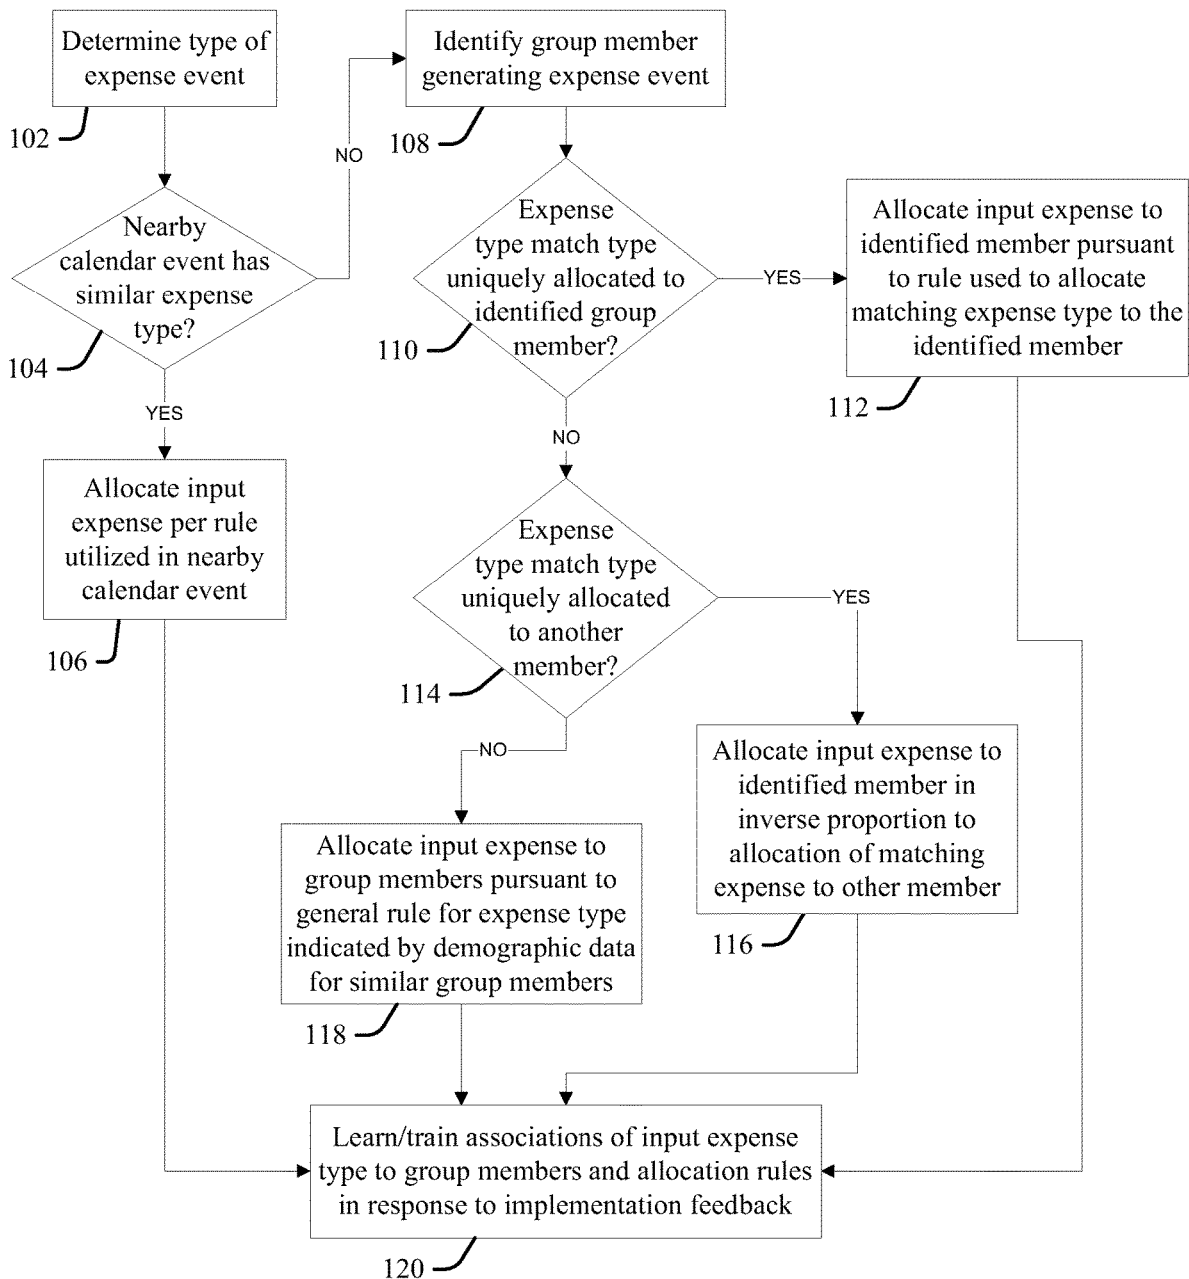 Determine type of
expense event
102
Nearby
calendar event has
similar expense
type?
104
YES
NO
Allocate input
expense per rule
utilized in nearby
calendar event
106
Identify group member
generating expense event
108
Expense
type match type
uniquely allocated to
identified group
member?
110
YES
NO
Allocate input expense to
identified member pursuant
to rule used to allocate
matching expense type to the
identified member
112
Expense
type match type
uniquely allocated
to another
member?
114
YES
NO
Allocate input expense to
identified member in
inverse proportion to
allocation of matching
expense to other member
116
Allocate input expense to
group members pursuant to
general rule for expense type
indicated by demographic data
for similar group members
118
Learn/train associations of input expense
type to group members and allocation rules
in response to implementation feedback
120